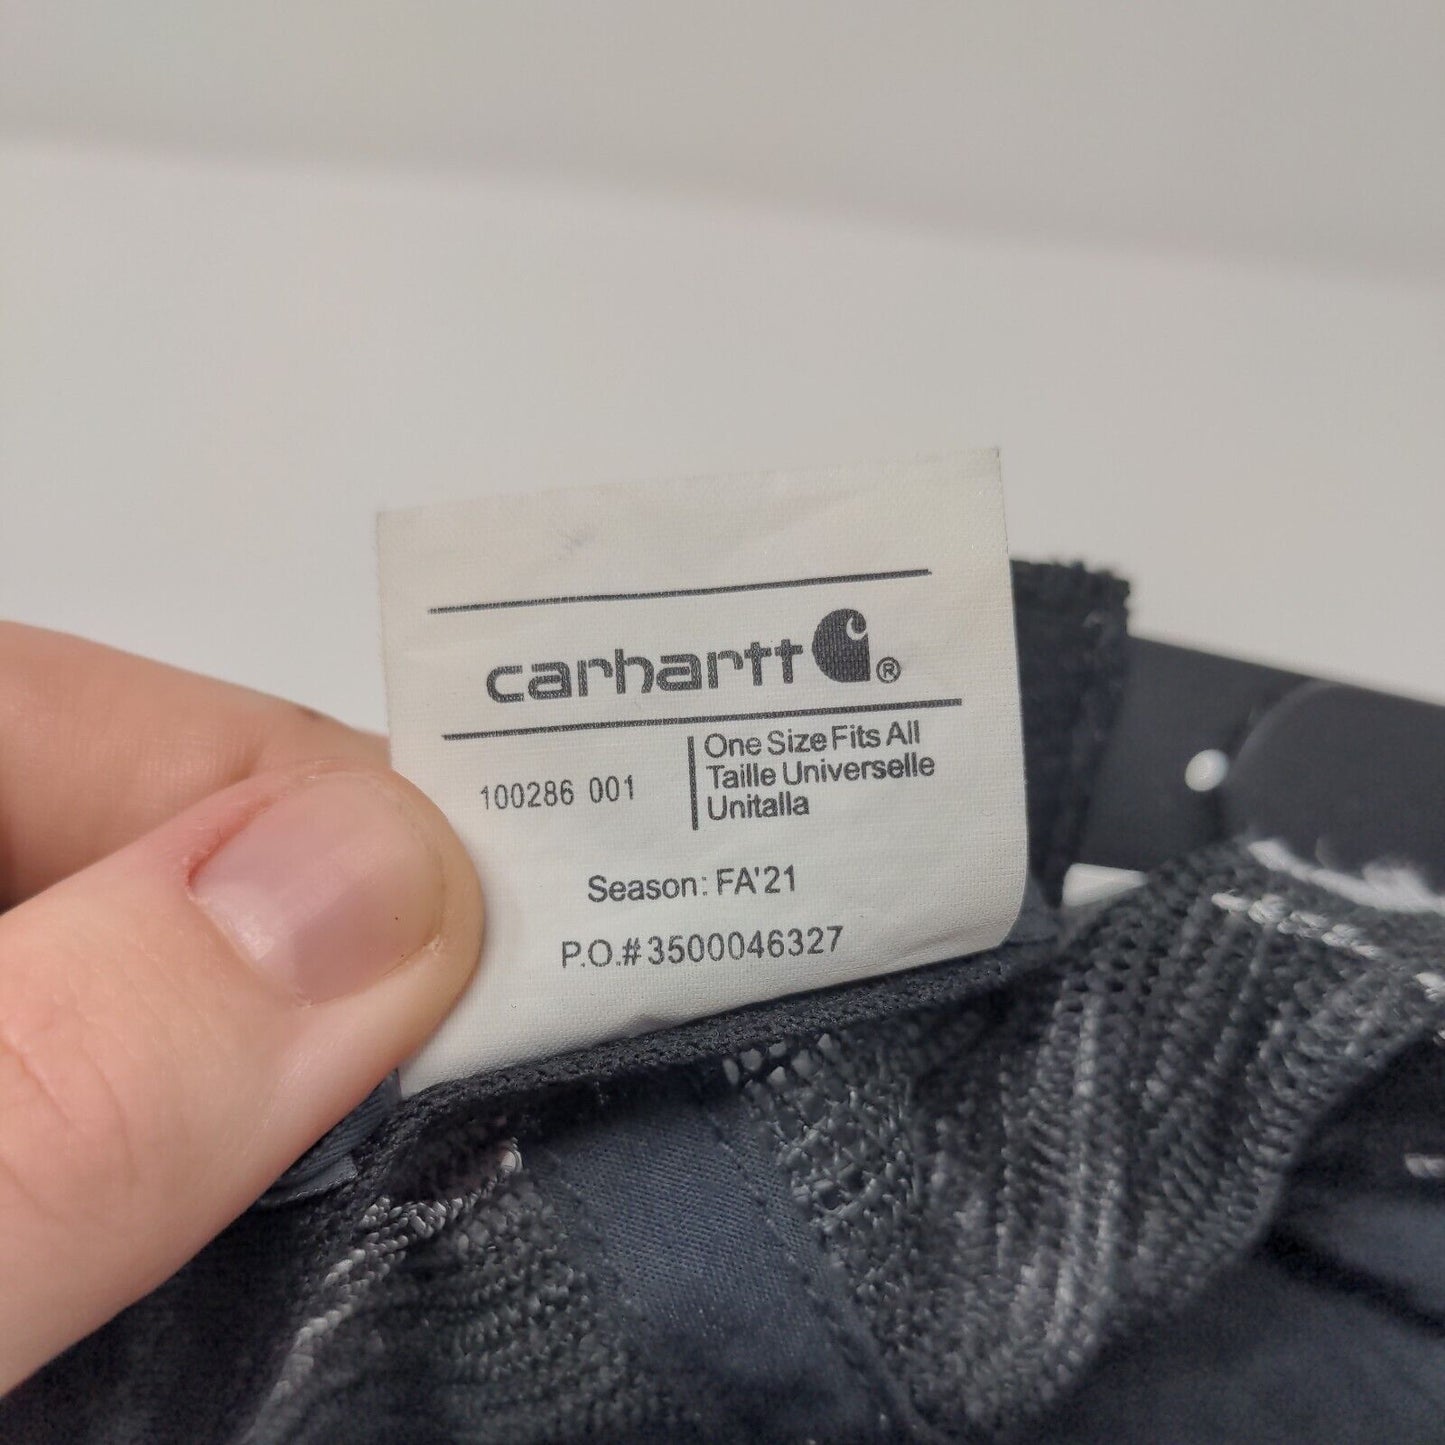 carhartt ®
100286 001
One Size Fits All
Taille Universelle
Unitalla
Season: FA'21
P.O.#3500046327